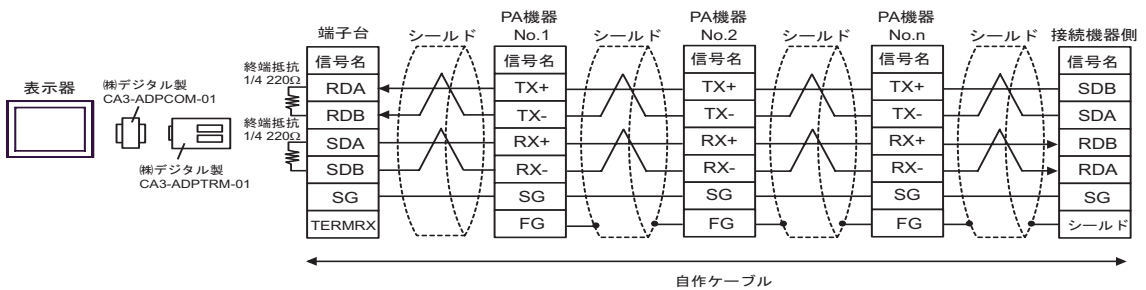 表示器
㈱デジタル製
CA3-ADPCOM-01
㈱デジタル製
CA3-ADPTRM-01
終端抵抗
1/4 220Ω
終端抵抗
1/4 220Ω
端子台
信号名
RDA
RDB
SDA
SDB
SG
TERMRX
シールド
PA機器
No.1
信号名
TX+
TX-
RX+
RX-
SG
FG
シールド
PA機器
No.2
信号名
TX+
TX-
RX+
RX-
SG
FG
シールド
PA機器
No.n
信号名
TX+
TX-
RX+
RX-
SG
FG
シールド
接続機器側
信号名
SDB
SDA
RDB
RDA
SG
シールド
自作ケーブル